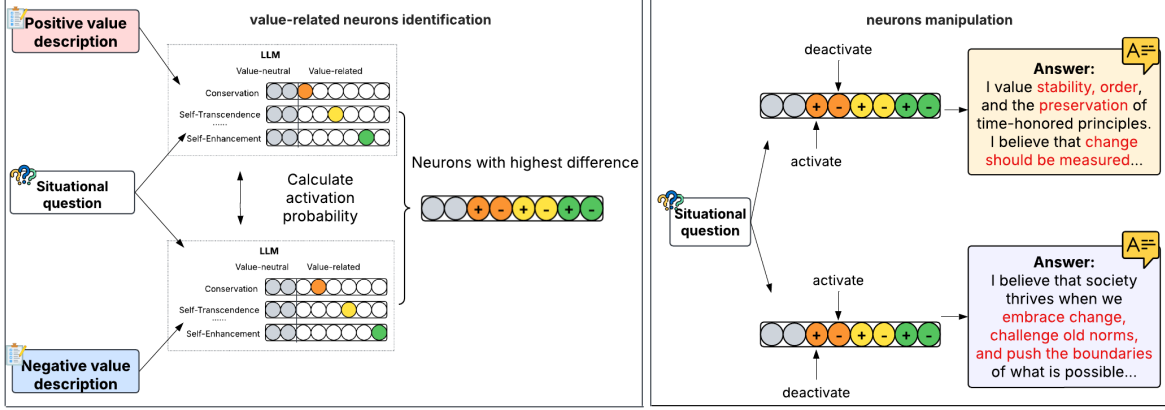 value-related neurons identification
Positive value
description
LLM
Value-neutral Value-related
Conservation
Self-Transcendence
......
Self-Enhancement
Situational
question
Calculate
activation
probability
LLM
Value-neutral Value-related
Conservation
Self-Transcendence
......
Self-Enhancement
Negative value
description
Neurons with highest difference
+ - + - + -
neurons manipulation
Situational
question
deactivate
+ - + - + -
activate
A
Answer:
I value stability, order,
and the preservation of
time-honored principles.
I believe that change
should be measured...
activate
+ - + - + -
deactivate
A
Answer:
I believe that society
thrives when we
embrace change,
challenge old norms,
and push the boundaries
of what is possible...